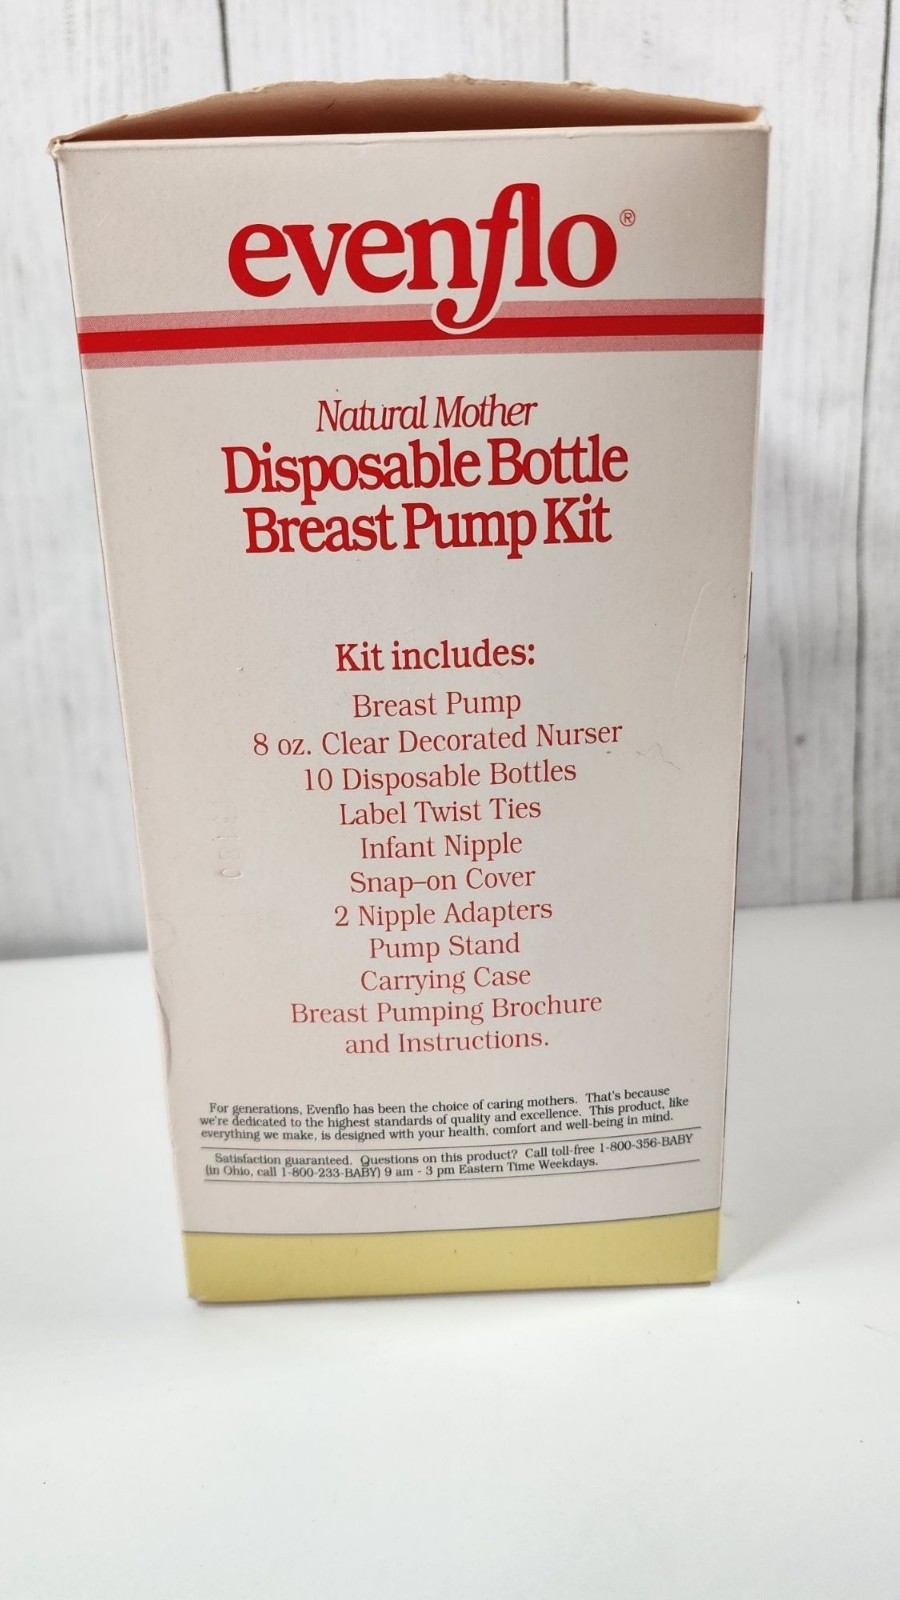 evenflo®
Natural Mother
Disposable Bottle
Breast Pump Kit
Kit includes:
Breast Pump
8 oz. Clear Decorated Nurser
10 Disposable Bottles
Label Twist Ties
Infant Nipple
Snap-on Cover
2 Nipple Adapters
Pump Stand
Carrying Case
Breast Pumping Brochure
and Instructions.
For generations, Evenflo has been the choice of caring mothers. That's because
we're dedicated to the highest standards of quality and excellence. This product, like
everything we make, is designed with your health, comfort and well-being in mind.
Satisfaction guaranteed. Questions on this product? Call toll-free 1-800-356-BABY
(in Ohio, call 1-800-233-BABY) 9 am - 3 pm Eastern Time Weekdays.